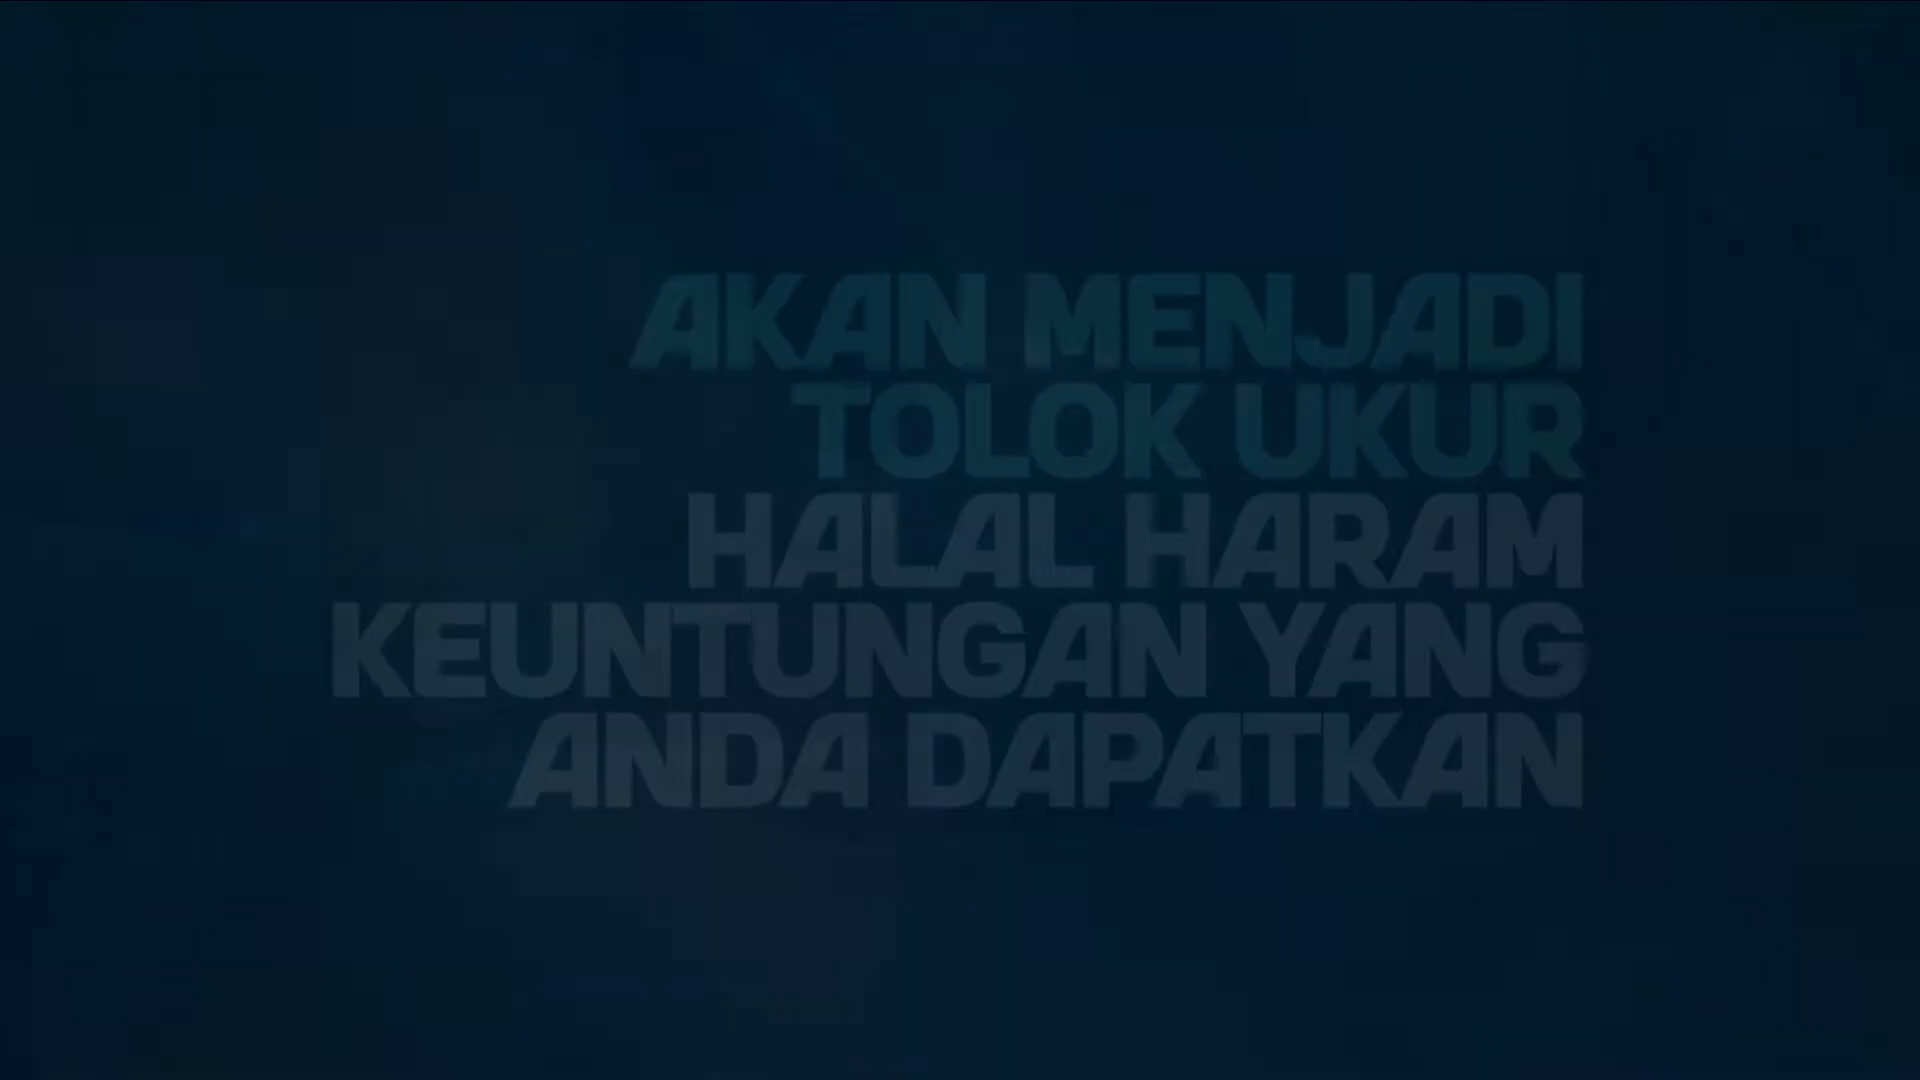 AKAN MENJADI
TOLOK UKUR
HALAL HARAM
KEUNTUNGAN YANG
ANDA DAPATKAN